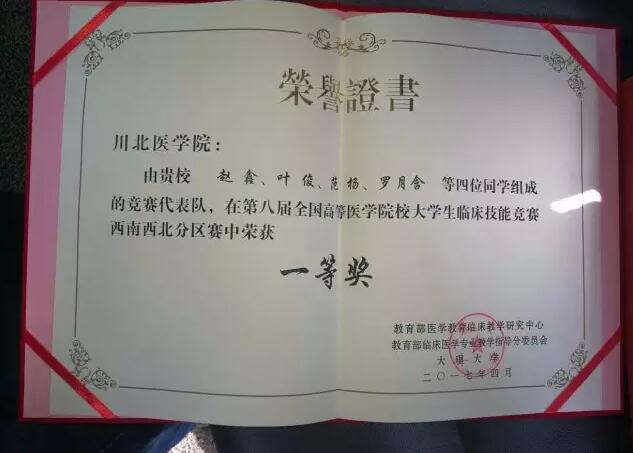 榮譽證書
川北医学院：
由贵校 赵鑫、叶俊、范杨、罗月含 等四位同学组成
的竞赛代表队，在第八届全国高等医学院校大学生临床技能竞赛
西南西北分区赛中荣获
一等奖
教育部医学教育临床教学研究中心
教育部临床医学专业教学指导分委员会
大理大学
二〇一七年四月